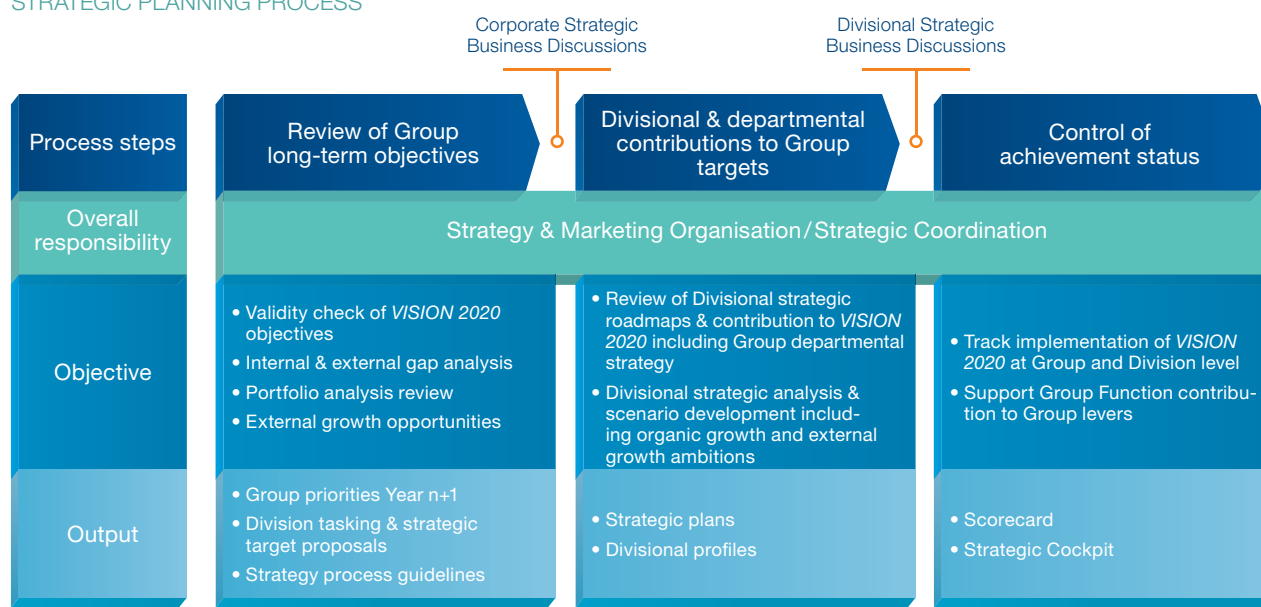 STRATEGIC PLANNING PROCESS
Corporate Strategic
Business Discussions
Divisional Strategic
Business Discussions
Process steps
Review of Group
long-term objectives
Divisional & departmental
contributions to Group
targets
Control of
achievement status
Overall
responsibility
Strategy & Marketing Organisation/Strategic Coordination
Objective
• Validity check of VISION 2020
objectives
• Internal & external gap analysis
• Portfolio analysis review
• External growth opportunities
• Review of Divisional strategic
roadmaps & contribution to VISION
2020 including Group departmental
strategy
• Divisional strategic analysis &
scenario development includ-
ing organic growth and external
growth ambitions
• Track implementation of VISION
2020 at Group and Division level
• Support Group Function contribu-
tion to Group levers
Output
• Group priorities Year n+1
• Division tasking & strategic
target proposals
• Strategy process guidelines
• Strategic plans
• Divisional profiles
• Scorecard
• Strategic Cockpit